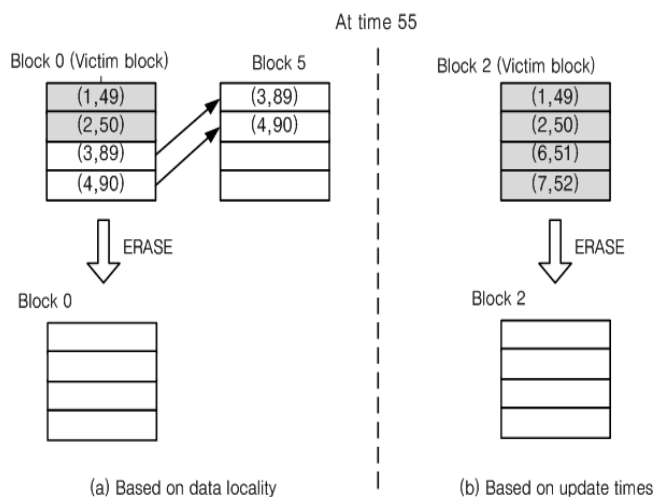 At time 55
Block 0 (Victim block)
Block 5
Block 2 (Victim block)
(1,49)
(2,50)
(3,89)
(4,90)
(3,89)
(4,90)
(1,49)
(2,50)
(6,51)
(7,52)
ERASE
ERASE
Block 0
Block 2
(a) Based on data locality
(b) Based on update times